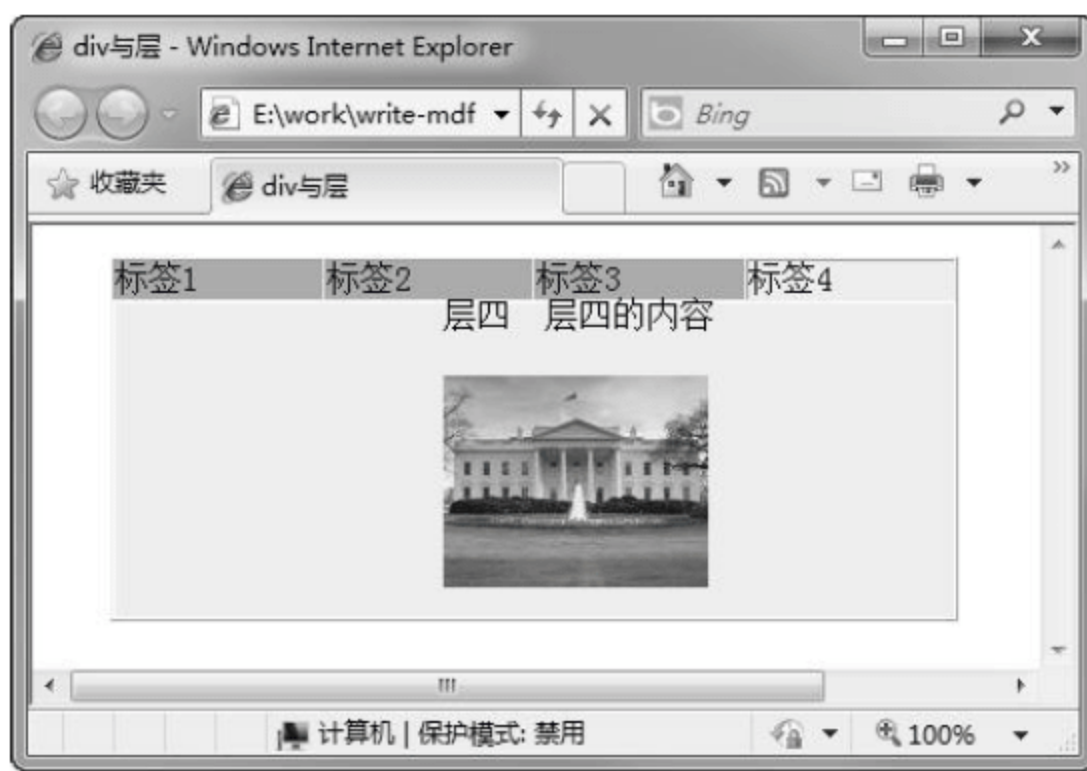 div与层 - Windows Internet Explorer
E:\work\write-mdf
Bing
收藏夹
div与层
标签1 标签2 标签3 标签4
层四 层四的内容
计算机 | 保护模式: 禁用
100%